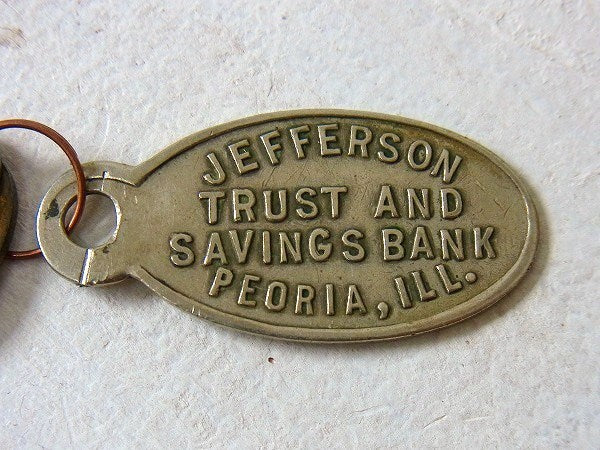 JEFFERSON
TRUST AND
SAVINGS BANK
PEORIA, ILL.